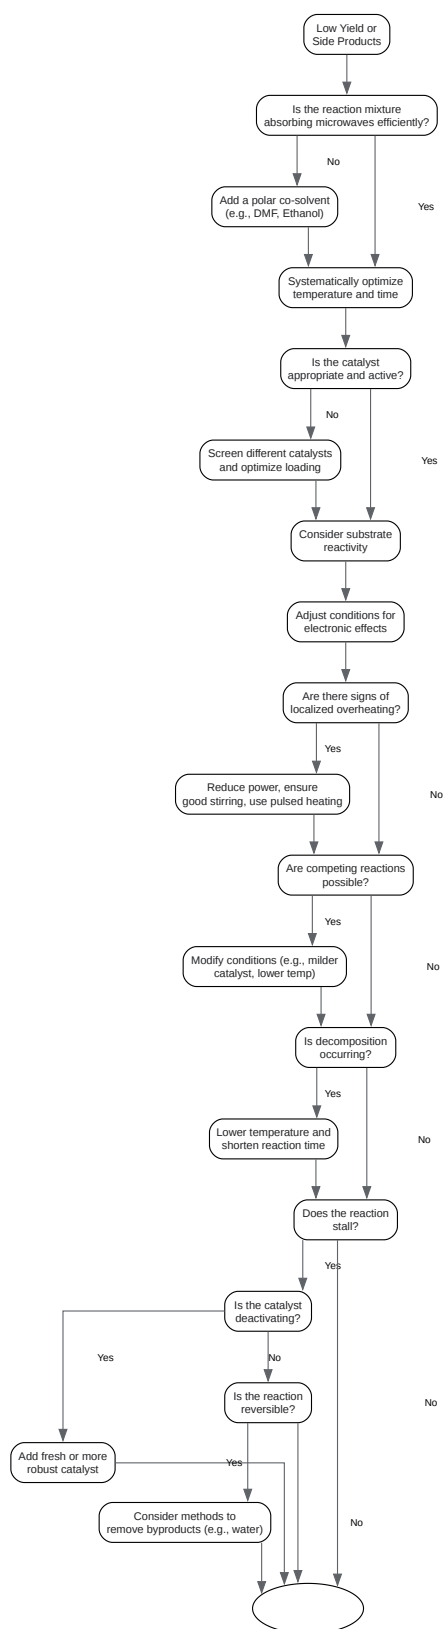 Low Yield or
Side Products
Is the reaction mixture
absorbing microwaves efficiently?
No
Add a polar co-solvent
(e.g., DMF, Ethanol)
Yes
Systematically optimize
temperature and time
Is the catalyst
appropriate and active?
No
Screen different catalysts
and optimize loading
Yes
Consider substrate
reactivity
Adjust conditions for
electronic effects
Are there signs of
localized overheating?
Yes
Reduce power, ensure
good stirring, use pulsed heating
No
Are competing reactions
possible?
Yes
Modify conditions (e.g., milder
catalyst, lower temp)
No
Is decomposition
occurring?
Yes
Lower temperature and
shorten reaction time
No
Does the reaction
stall?
Yes
Is the catalyst
deactivating?
Yes
No
Is the reaction
reversible?
No
Add fresh or more
robust catalyst
Yes
Consider methods to
remove byproducts (e.g., water)
No